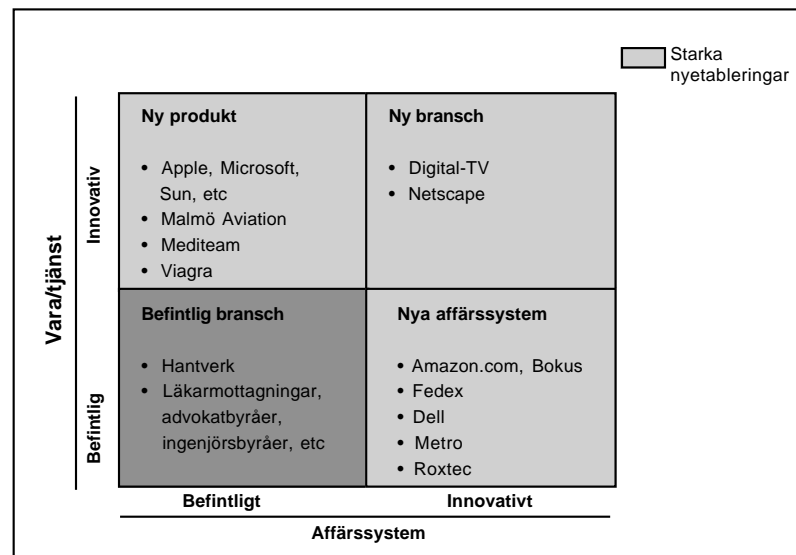 Starka
nyetableringar
Vara/tjänst
Innovativ
Ny produkt
• Apple, Microsoft,
Sun, etc
• Malmö Aviation
• Mediteam
• Viagra
Ny bransch
• Digital-TV
• Netscape
Befintlig
Befintlig bransch
• Hantverk
• Läkarmottagningar,
advokatbyråer,
ingenjörsbyråer, etc
Nya affärssystem
• Amazon.com, Bokus
• Fedex
• Dell
• Metro
• Roxtec
Befintligt
Innovativt
Affärssystem